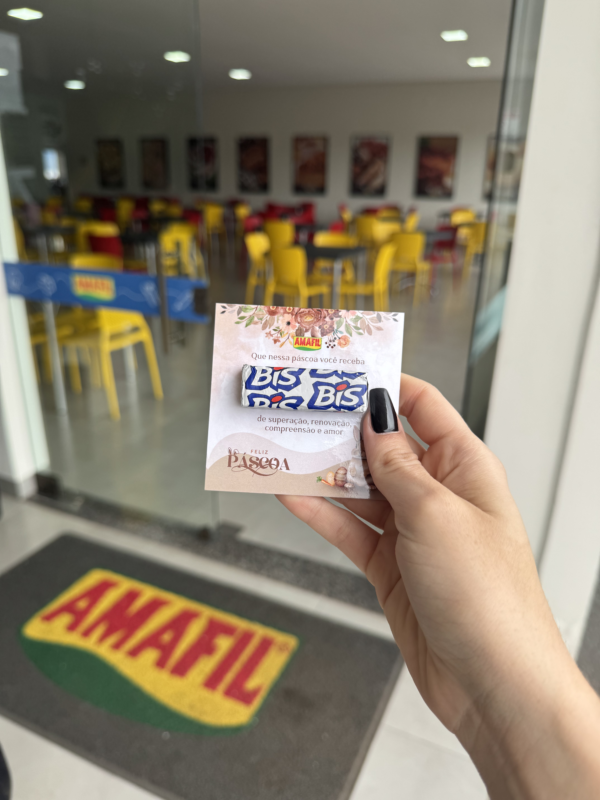 AMAFIL
AMAFIL
Que nessa páscoa você receba
BIS BIS
BIS BIS
de superação, renovação,
compreensão e amor
FELIZ
PÁSCOA
AMAFIL